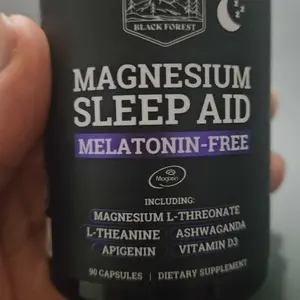 BLACK FOREST
z z z
MAGNESIUM
SLEEP AID
MELATONIN-FREE
Magtein
INCLUDING:
MAGNESIUM L-THREONATE
L-THEANINE ASHWAGANDA
APIGENIN VITAMIN D3
90 CAPSULES | DIETARY SUPPLEMENT